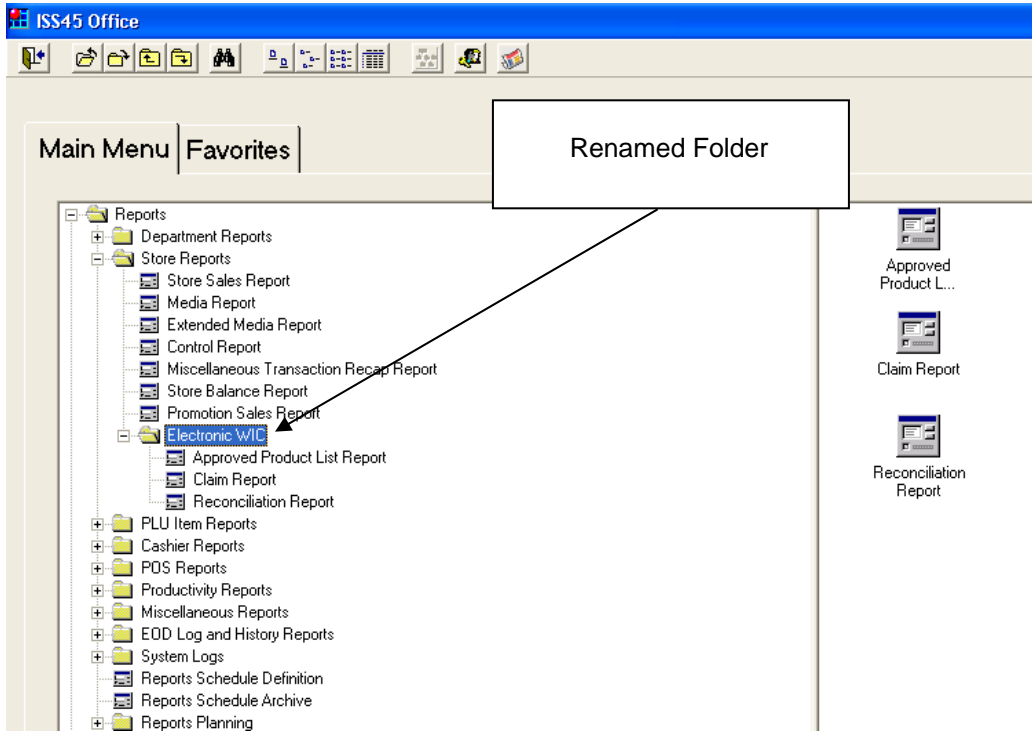 ISS45 Office
Main Menu
Favorites
Renamed Folder
Reports
Department Reports
Store Reports
Store Sales Report
Media Report
Extended Media Report
Control Report
Miscellaneous Transaction Recap Report
Store Balance Report
Promotion Sales Report
Electronic WIC
Approved Product List Report
Claim Report
Reconciliation Report
PLU Item Reports
Cashier Reports
POS Reports
Productivity Reports
Miscellaneous Reports
EOD Log and History Reports
System Logs
Reports Schedule Definition
Reports Schedule Archive
Reports Planning
Approved
Product L...
Claim Report
Reconciliation
Report